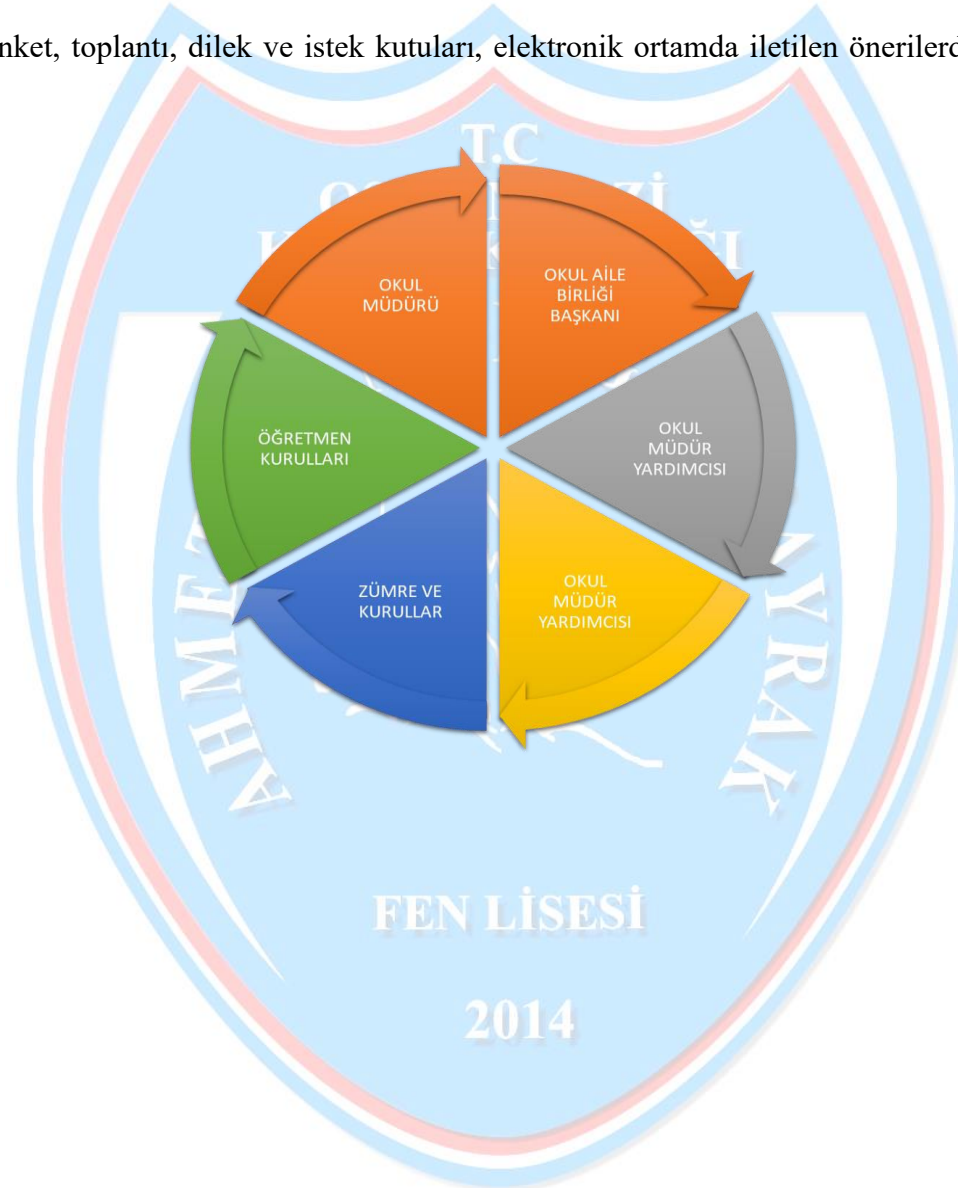 nket, toplantı, dilek ve istek kutuları, elektronik ortamda iletilen önerilerd
T.C
OKUL
MÜDÜRÜ
OKUL AİLE
BİRLİĞİ
BAŞKANI
OKUL
MÜDÜR
YARDIMCISI
OKUL
MÜDÜR
YARDIMCISI
ZÜMRE VE
KURULLAR
ÖĞRETMEN
KURULLARI
FEN LİSESİ
2014